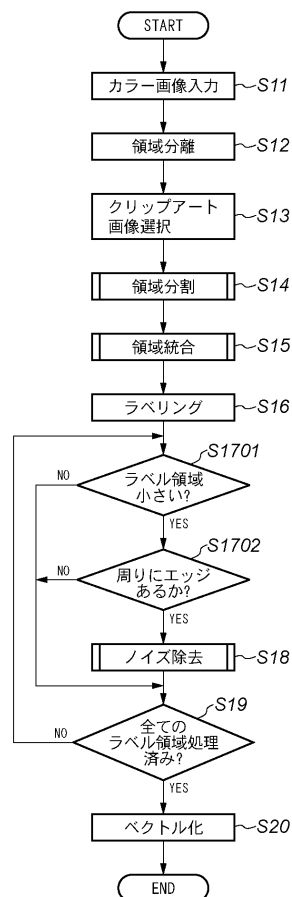 START
カラー画像入力 S11
領域分離 S12
クリップアート
画像選択 S13
領域分割 S14
領域統合 S15
ラベリング S16
S1701
NO
ラベル領域
小さい?
YES
S1702
NO
周りにエッジ
あるか?
YES
ノイズ除去 S18
S19
NO
全ての
ラベル領域処理
済み?
YES
ベクトル化 S20
END